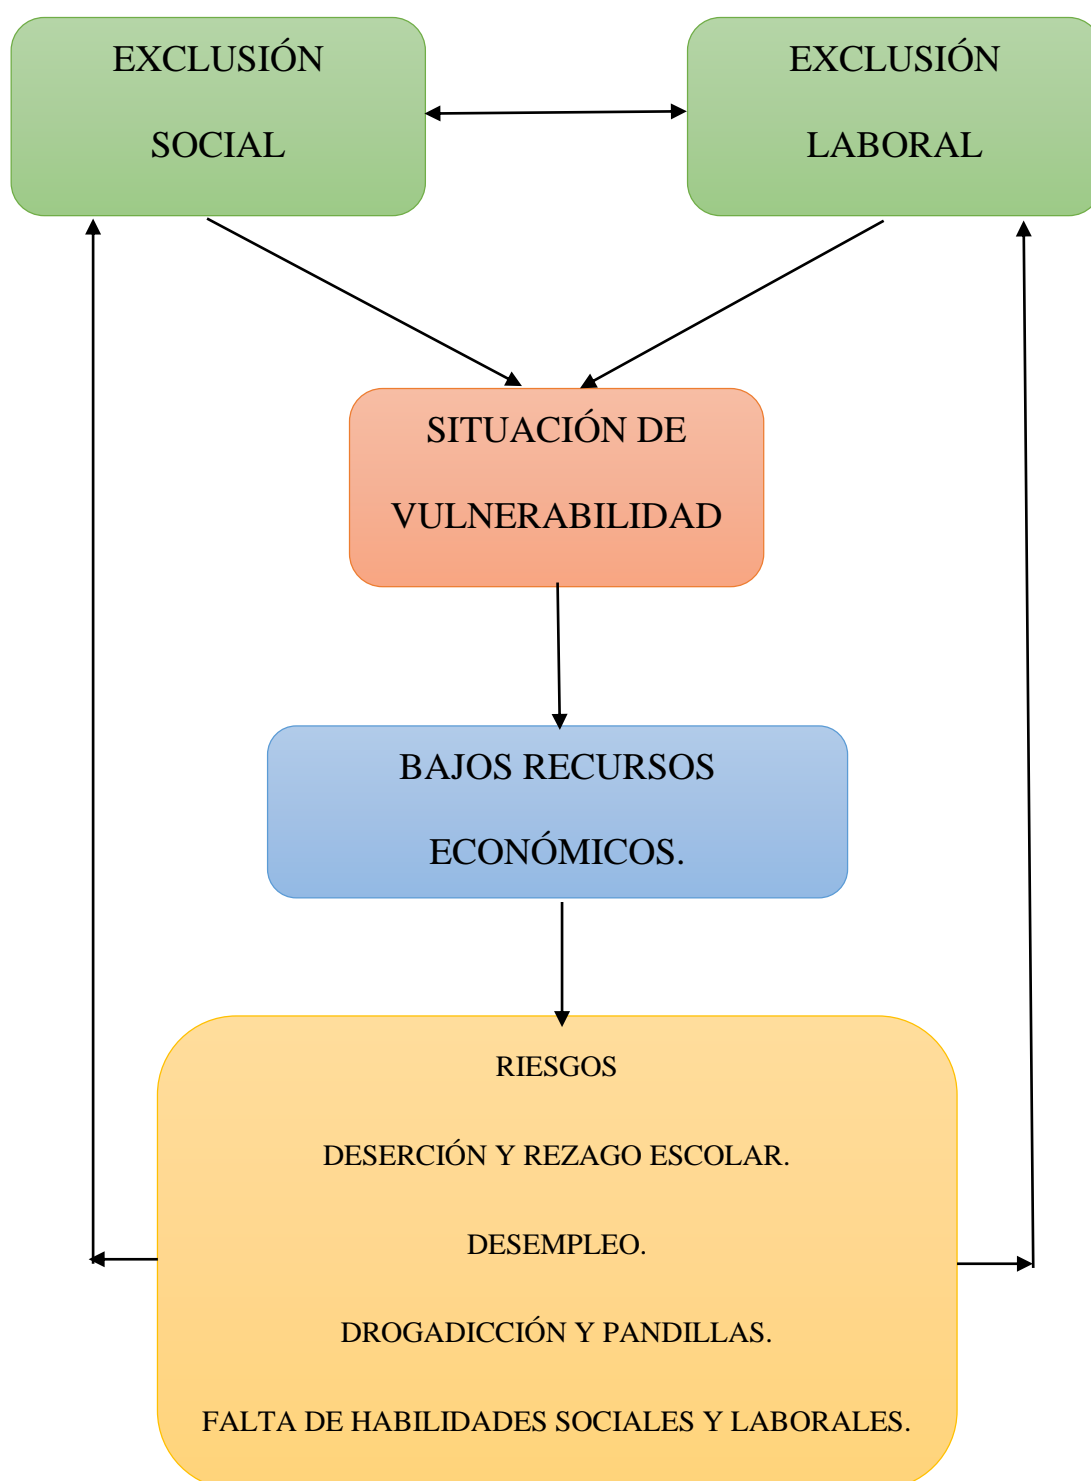 EXCLUSIÓN
SOCIAL
EXCLUSIÓN
LABORAL
SITUACIÓN DE
VULNERABILIDAD
BAJOS RECURSOS
ECONÓMICOS.
RIESGOS
DESERCIÓN Y REZAGO ESCOLAR.
DESEMPLEO.
DROGADICCIÓN Y PANDILLAS.
FALTA DE HABILIDADES SOCIALES Y LABORALES.